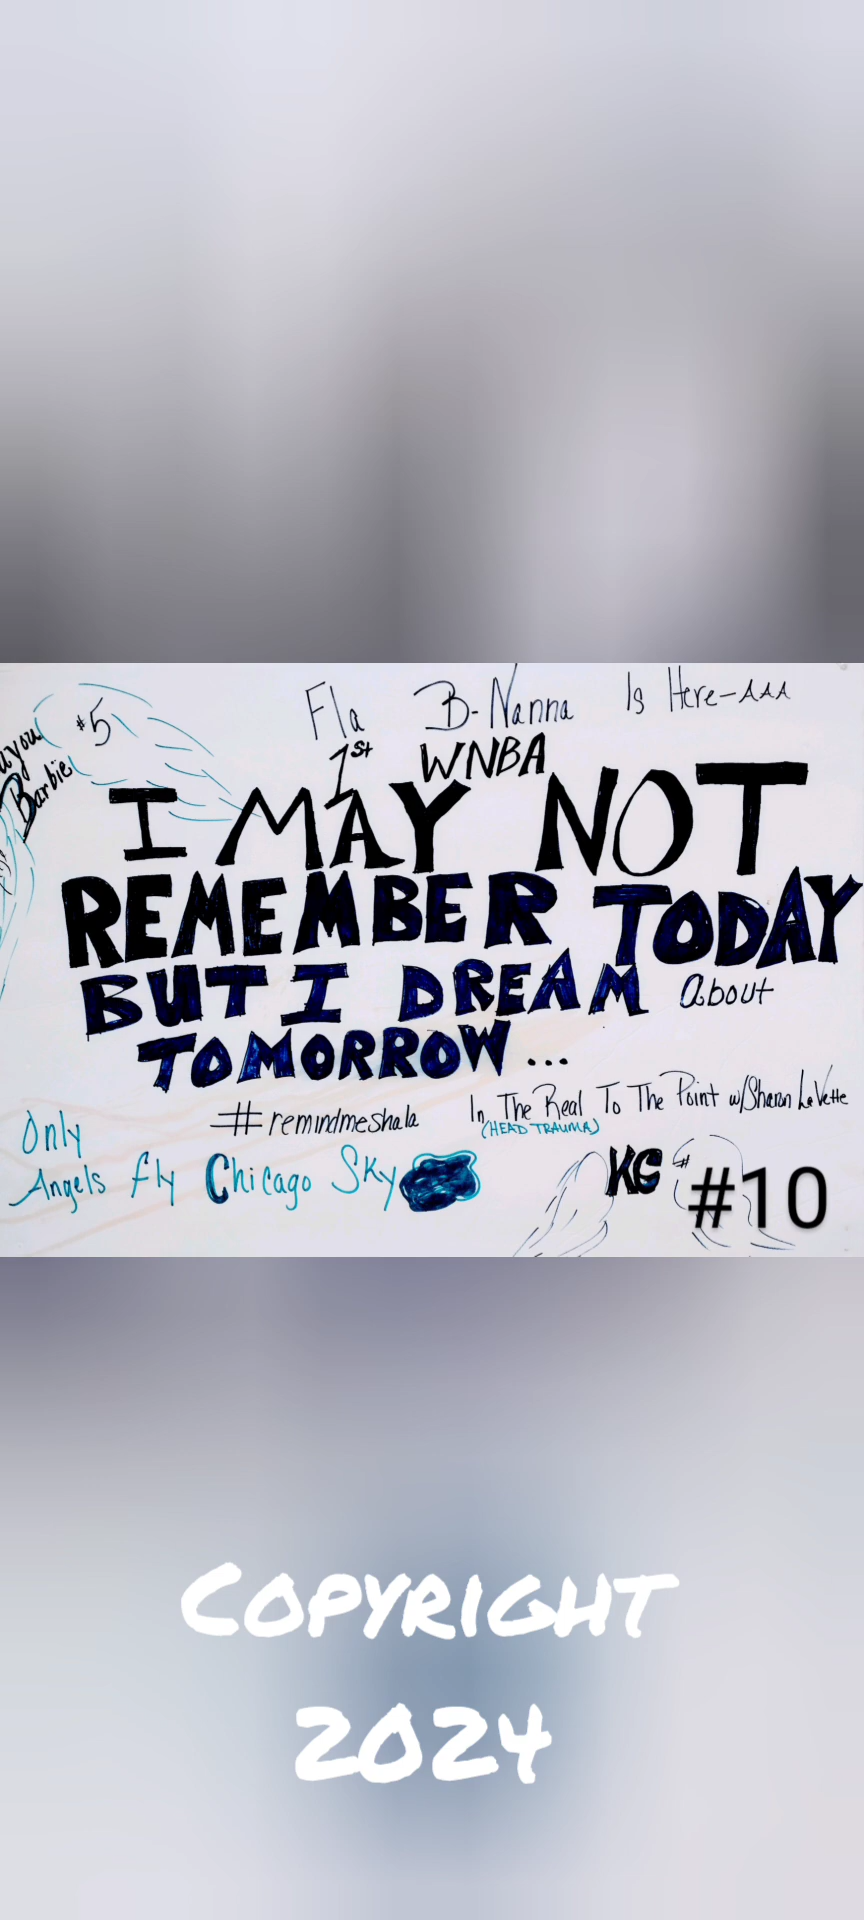 Fla B-Nanna Is Here-AAA
#5
1st WNBA
Barbie
I MAY NOT
REMEMBER TODAY
BUT I DREAM About
TOMORROW...
#remindmeshala
In The Real To The Point w/Sharon LaVette
(HEAD TRAUMA)
Only
Angels fly Chicago Sky
KC
#10
COPYRIGHT
2024